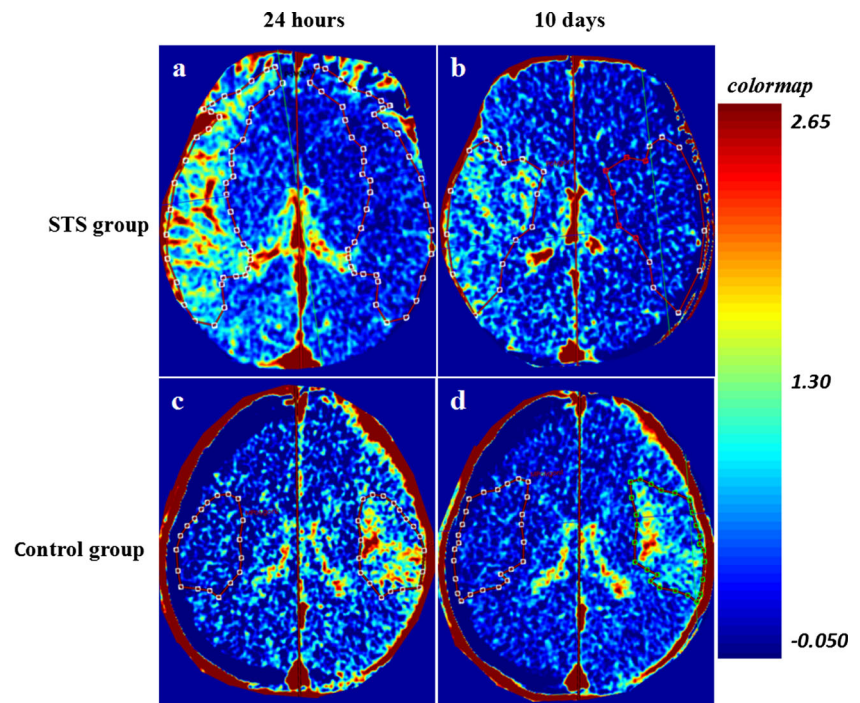 24 hours
10 days
a
b
colormap
2.65
STS group
1.30
c
d
Control group
-0.050